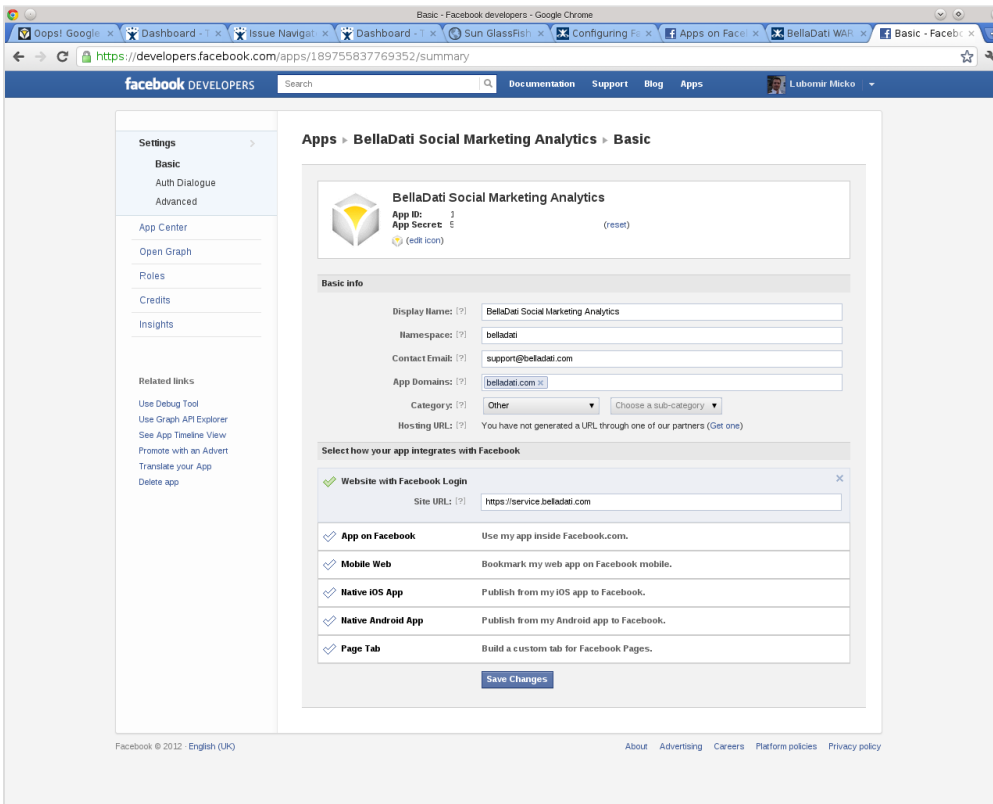 Basic - Facebook developers - Google Chrome
Oops! Google
Dashboard - T
Issue Navigat
Dashboard - T
Sun GlassFish
Configuring Fa
Apps on Face
BellaDati WAR
Basic - Facebo
https://developers.facebook.com/apps/189755837769352/summary
facebook DEVELOPERS
Search
Documentation Support Blog Apps
Lubomir Micko
Settings
Basic
Auth Dialogue
Advanced
App Center
Open Graph
Roles
Credits
Insights
Related links
Use Debug Tool
Use Graph API Explorer
See App Timeline View
Promote with an Advert
Translate your App
Delete app
Apps ▸ BellaDati Social Marketing Analytics ▸ Basic
BellaDati Social Marketing Analytics
App ID: 1
App Secret: 5 (reset)
(edit icon)
Basic info
Display Name: [?] BellaDati Social Marketing Analytics
Namespace: [?] belladati
Contact Email: [?] support@belladati.com
App Domains: [?] belladati.com ×
Category: [?] Other ▼ Choose a sub-category ▼
Hosting URL: [?] You have not generated a URL through one of our partners (Get one)
Select how your app integrates with Facebook
Website with Facebook Login ×
Site URL: [?] https://service.belladati.com
App on Facebook Use my app inside Facebook.com.
Mobile Web Bookmark my web app on Facebook mobile.
Native iOS App Publish from my iOS app to Facebook.
Native Android App Publish from my Android app to Facebook.
Page Tab Build a custom tab for Facebook Pages.
Save Changes
Facebook © 2012 · English (UK)
About Advertising Careers Platform policies Privacy policy